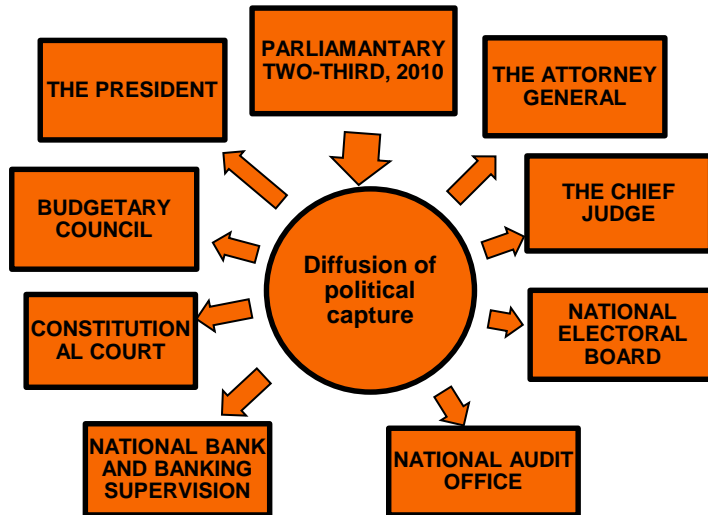 PARLIAMANTARY
TWO-THIRD, 2010
THE PRESIDENT
THE ATTORNEY
GENERAL
BUDGETARY
COUNCIL
THE CHIEF
JUDGE
Diffusion of
political
capture
CONSTITUTION
AL COURT
NATIONAL
ELECTORAL
BOARD
NATIONAL BANK
AND BANKING
SUPERVISION
NATIONAL AUDIT
OFFICE